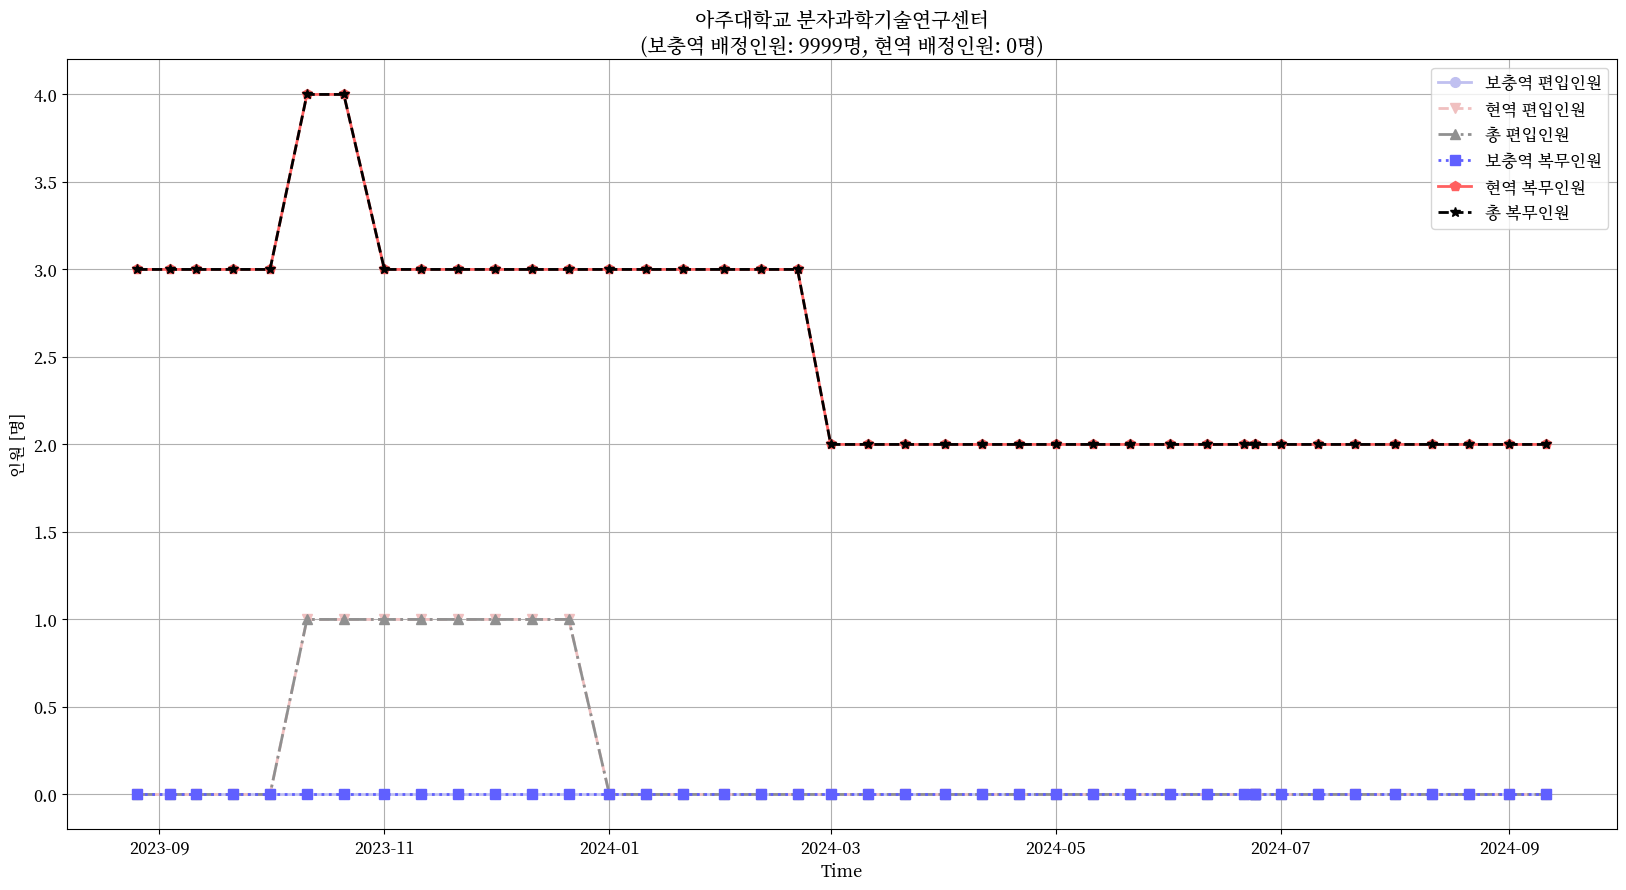 아주대학교 분자과학기술연구센터
(보충역 배정인원: 9999명, 현역 배정인원: 0명)
보충역 편입인원
현역 편입인원
총 편입인원
보충역 복무인원
현역 복무인원
총 복무인원
인원 [명]
4.0
3.5
3.0
2.5
2.0
1.5
1.0
0.5
0.0
2023-09 2023-11 2024-01 2024-03 2024-05 2024-07 2024-09
Time